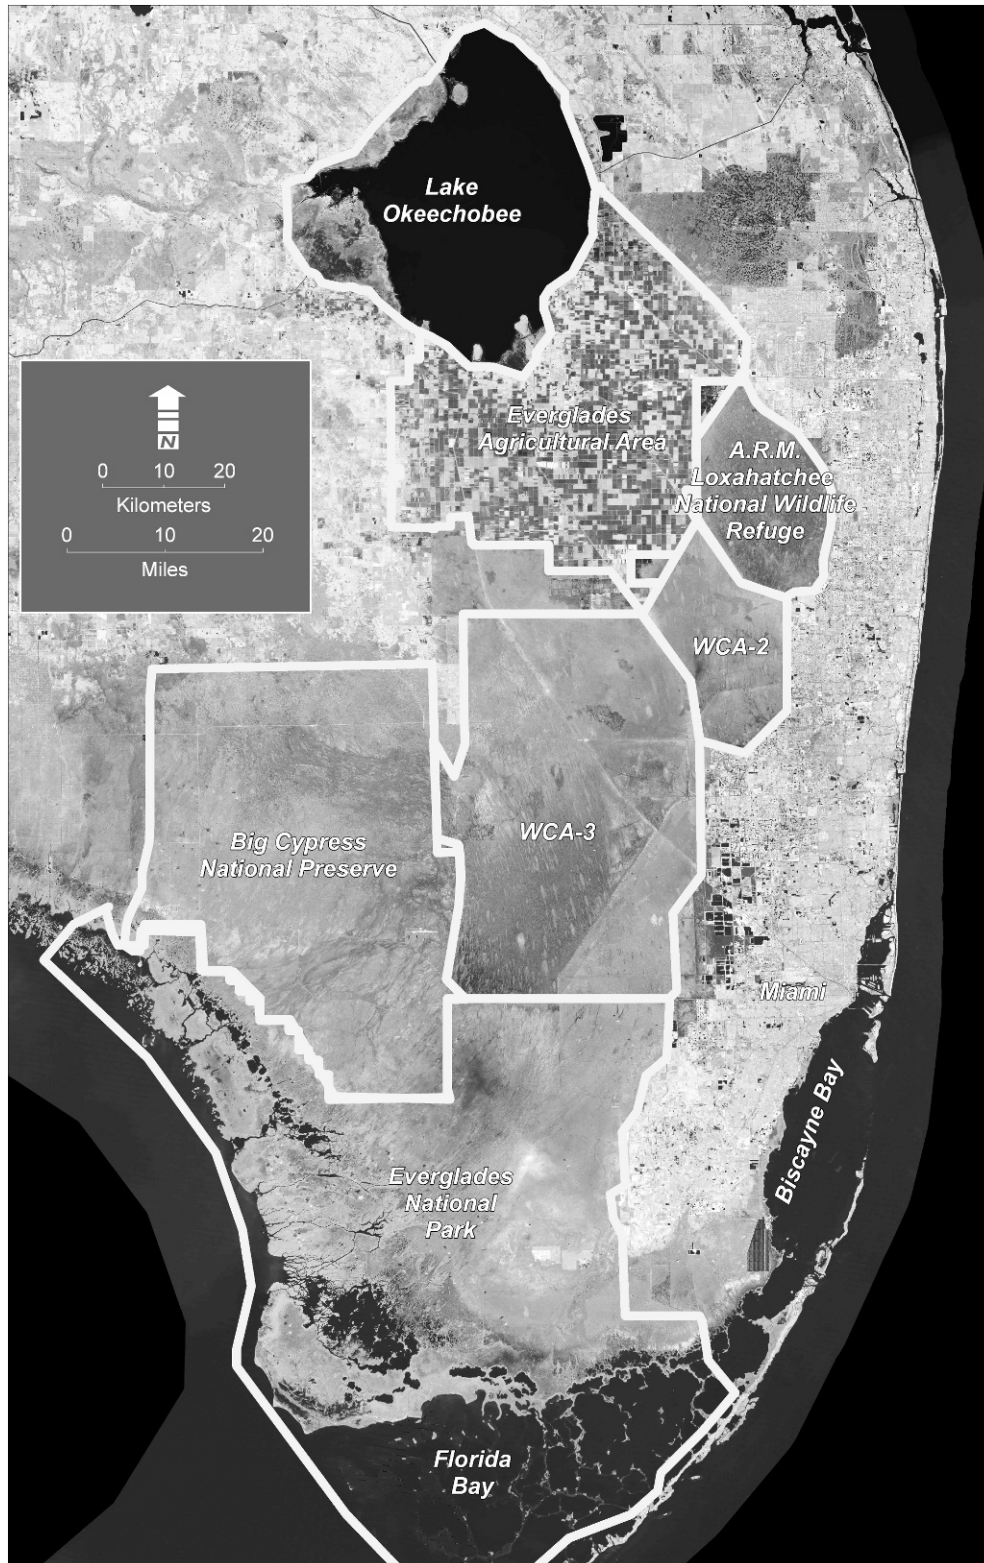 Lake
Okeechobee
N
0 10 20
Kilometers
0 10 20
Miles
Everglades
Agricultural Area
A.R.M.
Loxahatchee
National Wildlife
Refuge
WCA-2
WCA-3
Big Cypress
National Preserve
Miami
Biscayne Bay
Everglades
National
Park
Florida
Bay